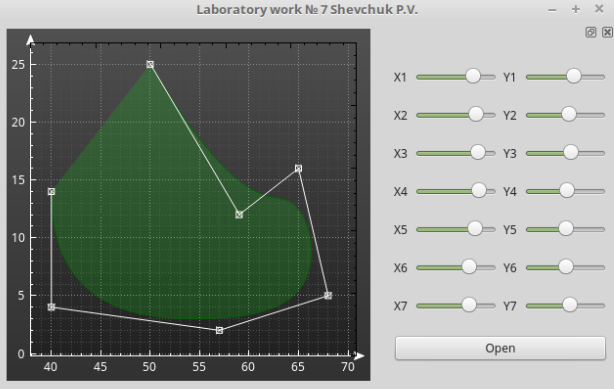 Laboratory work № 7 Shevchuk P.V.
25
20
15
10
5
0
40 45 50 55 60 65 70
X1 Y1
X2 Y2
X3 Y3
X4 Y4
X5 Y5
X6 Y6
X7 Y7
Open